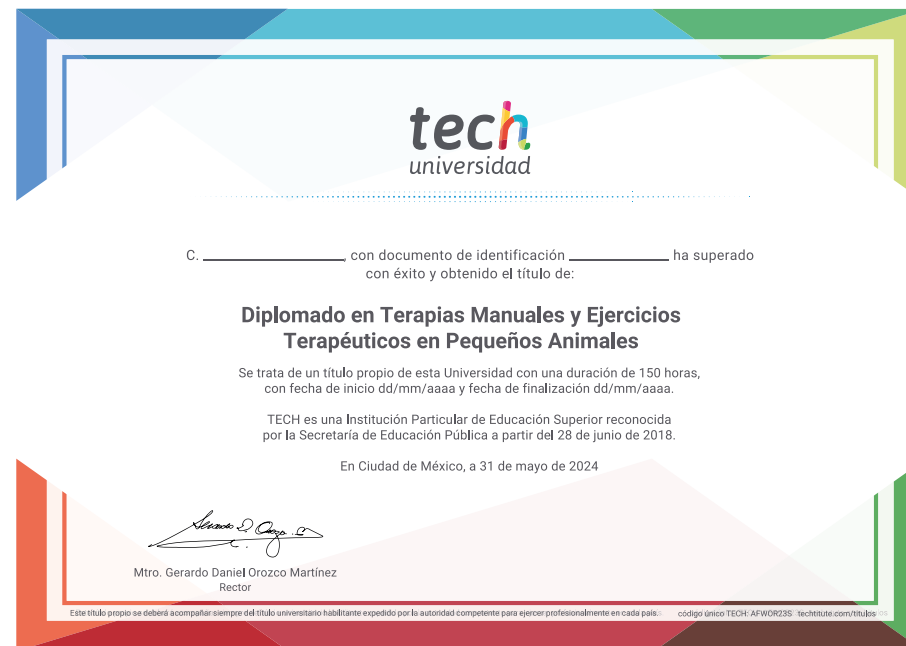 tech
universidad
C. ____________________, con documento de identificación ______________ ha superado
con éxito y obtenido el título de:
Diplomado en Terapias Manuales y Ejercicios
Terapéuticos en Pequeños Animales
Se trata de un título propio de esta Universidad con una duración de 150 horas,
con fecha de inicio dd/mm/aaaa y fecha de finalización dd/mm/aaaa.
TECH es una Institución Particular de Educación Superior reconocida
por la Secretaría de Educación Pública a partir del 28 de junio de 2018.
En Ciudad de México, a 31 de mayo de 2024
Mtro. Gerardo Daniel Orozco Martínez
Rector
Este título propio se deberá acompañar siempre del título universitario habilitante expedido por la autoridad competente para ejercer profesionalmente en cada país. código único TECH: AFWOR23S techtitute.com/titulos